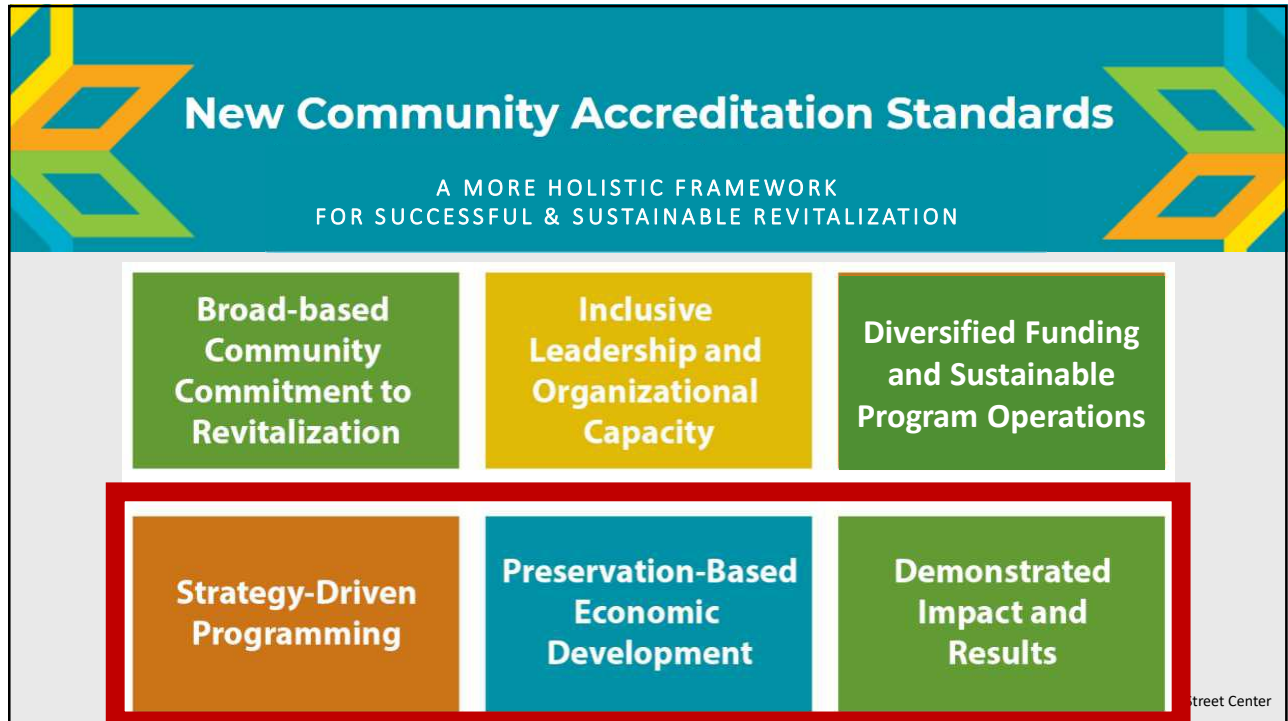 New Community Accreditation Standards
A MORE HOLISTIC FRAMEWORK
FOR SUCCESSFUL & SUSTAINABLE REVITALIZATION
Broad-based
Community
Commitment to
Revitalization
Inclusive
Leadership and
Organizational
Capacity
Diversified Funding
and Sustainable
Program Operations
Strategy-Driven
Programming
Preservation-Based
Economic
Development
Demonstrated
Impact and
Results
Street Center